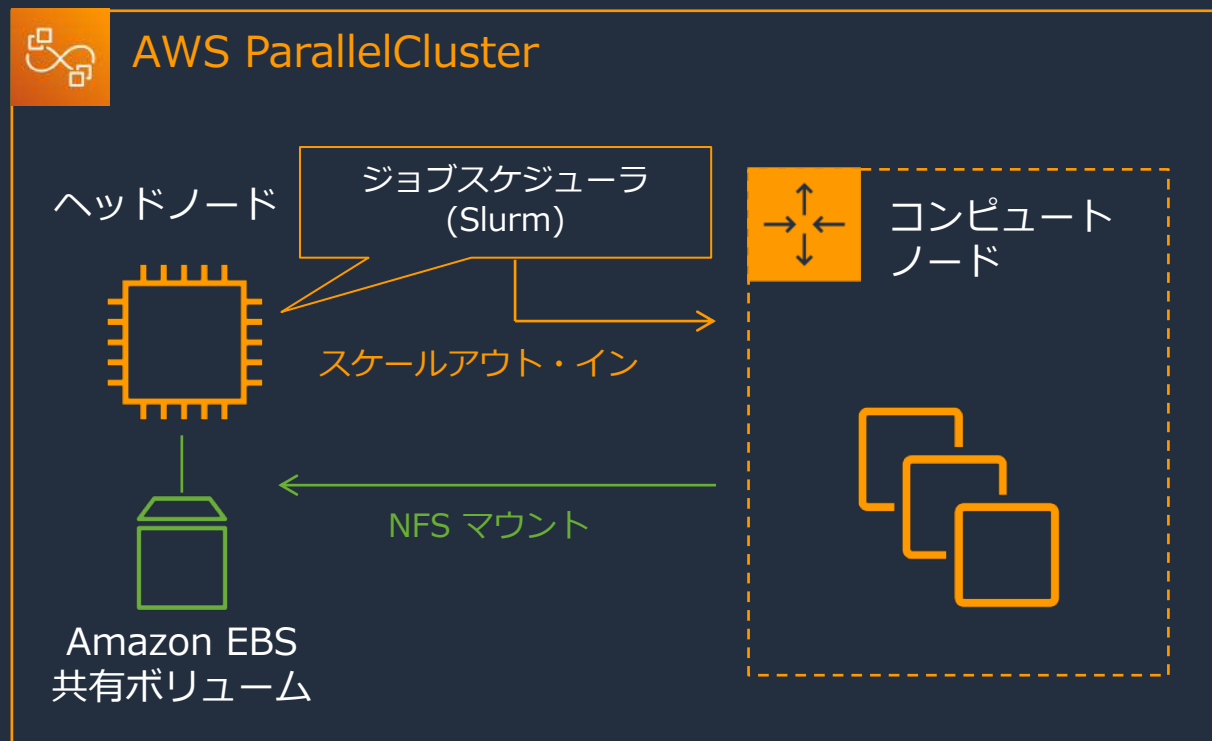 AWS ParallelCluster
ヘッドノード
ジョブスケジューラ
(Slurm)
コンピュート
ノード
スケールアウト・イン
NFS マウント
Amazon EBS
共有ボリューム